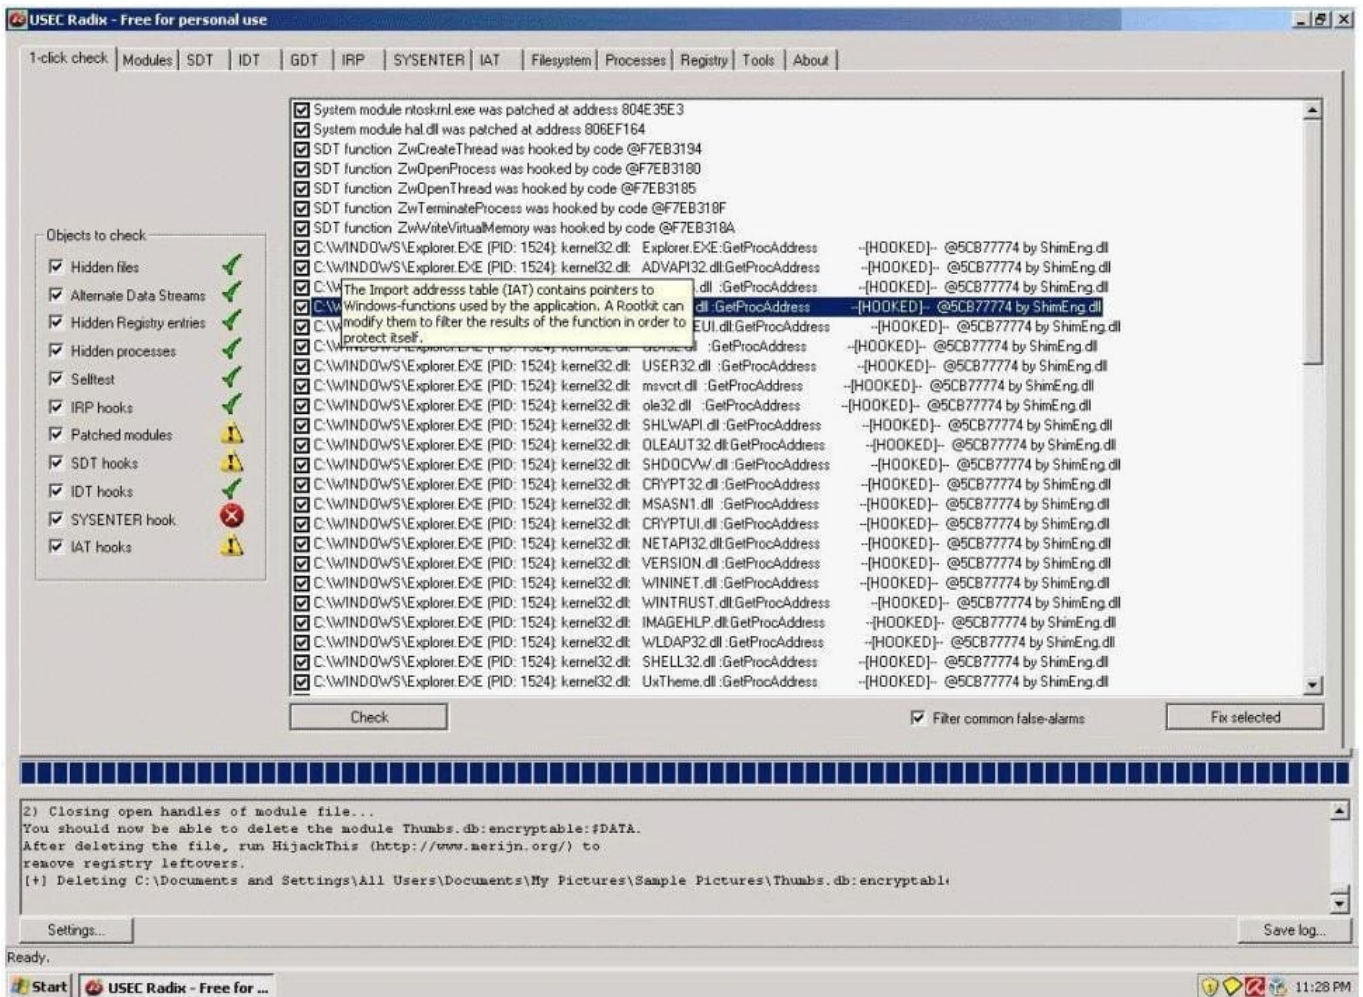 USEC Radix - Free for personal use
1-click check Modules SDT IDT GDT IRP SYSENTER IAT Filesystem Processes Registry Tools About
Objects to check
Hidden files
Alternate Data Streams
Hidden Registry entries
Hidden processes
Selftest
IRP hooks
Patched modules
SDT hooks
IDT hooks
SYSENTER hook
IAT hooks
System module ntoskrnl.exe was patched at address 804E35E3
System module hal.dll was patched at address 806EF164
SDT function ZwCreateThread was hooked by code @F7EB3194
SDT function ZwOpenProcess was hooked by code @F7EB3180
SDT function ZwOpenThread was hooked by code @F7EB3185
SDT function ZwTerminateProcess was hooked by code @F7EB318F
SDT function ZwWriteVirtualMemory was hooked by code @F7EB318A
C:\WINDOWS\Explorer.EXE (PID: 1524): kernel32.dll: Explorer.EXE:GetProcAddress --[HOOKED]-- @5CB77774 by ShimEng.dll
C:\WINDOWS\Explorer.EXE (PID: 1524): kernel32.dll: ADVAPI32.dll:GetProcAddress --[HOOKED]-- @5CB77774 by ShimEng.dll
C:\W .dll :GetProcAddress --[HOOKED]-- @5CB77774 by ShimEng.dll
C:\W dll :GetProcAddress --[HOOKED]-- @5CB77774 by ShimEng.dll
C:\W EUI.dll:GetProcAddress --[HOOKED]-- @5CB77774 by ShimEng.dll
The Import addresss table (IAT) contains pointers to
Windows-functions used by the application. A Rootkit can
modify them to filter the results of the function in order to
protect itself.
:GetProcAddress --[HOOKED]-- @5CB77774 by ShimEng.dll
C:\WINDOWS\Explorer.EXE (PID: 1524): kernel32.dll: USER32.dll :GetProcAddress --[HOOKED]-- @5CB77774 by ShimEng.dll
C:\WINDOWS\Explorer.EXE (PID: 1524): kernel32.dll: msvcrt.dll :GetProcAddress --[HOOKED]-- @5CB77774 by ShimEng.dll
C:\WINDOWS\Explorer.EXE (PID: 1524): kernel32.dll: ole32.dll :GetProcAddress --[HOOKED]-- @5CB77774 by ShimEng.dll
C:\WINDOWS\Explorer.EXE (PID: 1524): kernel32.dll: SHLWAPI.dll :GetProcAddress --[HOOKED]-- @5CB77774 by ShimEng.dll
C:\WINDOWS\Explorer.EXE (PID: 1524): kernel32.dll: OLEAUT32.dll:GetProcAddress --[HOOKED]-- @5CB77774 by ShimEng.dll
C:\WINDOWS\Explorer.EXE (PID: 1524): kernel32.dll: SHDOCVW.dll :GetProcAddress --[HOOKED]-- @5CB77774 by ShimEng.dll
C:\WINDOWS\Explorer.EXE (PID: 1524): kernel32.dll: CRYPT32.dll :GetProcAddress --[HOOKED]-- @5CB77774 by ShimEng.dll
C:\WINDOWS\Explorer.EXE (PID: 1524): kernel32.dll: MSASN1.dll :GetProcAddress --[HOOKED]-- @5CB77774 by ShimEng.dll
C:\WINDOWS\Explorer.EXE (PID: 1524): kernel32.dll: CRYPTUI.dll :GetProcAddress --[HOOKED]-- @5CB77774 by ShimEng.dll
C:\WINDOWS\Explorer.EXE (PID: 1524): kernel32.dll: NETAPI32.dll:GetProcAddress --[HOOKED]-- @5CB77774 by ShimEng.dll
C:\WINDOWS\Explorer.EXE (PID: 1524): kernel32.dll: VERSION.dll :GetProcAddress --[HOOKED]-- @5CB77774 by ShimEng.dll
C:\WINDOWS\Explorer.EXE (PID: 1524): kernel32.dll: WININET.dll :GetProcAddress --[HOOKED]-- @5CB77774 by ShimEng.dll
C:\WINDOWS\Explorer.EXE (PID: 1524): kernel32.dll: WINTRUST.dll:GetProcAddress --[HOOKED]-- @5CB77774 by ShimEng.dll
C:\WINDOWS\Explorer.EXE (PID: 1524): kernel32.dll: IMAGEHLP.dll:GetProcAddress --[HOOKED]-- @5CB77774 by ShimEng.dll
C:\WINDOWS\Explorer.EXE (PID: 1524): kernel32.dll: WLDAP32.dll :GetProcAddress --[HOOKED]-- @5CB77774 by ShimEng.dll
C:\WINDOWS\Explorer.EXE (PID: 1524): kernel32.dll: SHELL32.dll :GetProcAddress --[HOOKED]-- @5CB77774 by ShimEng.dll
C:\WINDOWS\Explorer.EXE (PID: 1524): kernel32.dll: UxTheme.dll :GetProcAddress --[HOOKED]-- @5CB77774 by ShimEng.dll
Check Filter common false-alarms Fix selected
2) Closing open handles of module file...
You should now be able to delete the module Thumbs.db:encryptable:$DATA.
After deleting the file, run HijackThis (http://www.merijn.org/) to
remove registry leftovers.
[+] Deleting C:\Documents and Settings\All Users\Documents\My Pictures\Sample Pictures\Thumbs.db:encryptabl
Settings... Save log...
Ready.
Start USEC Radix - Free for ... 11:28 PM